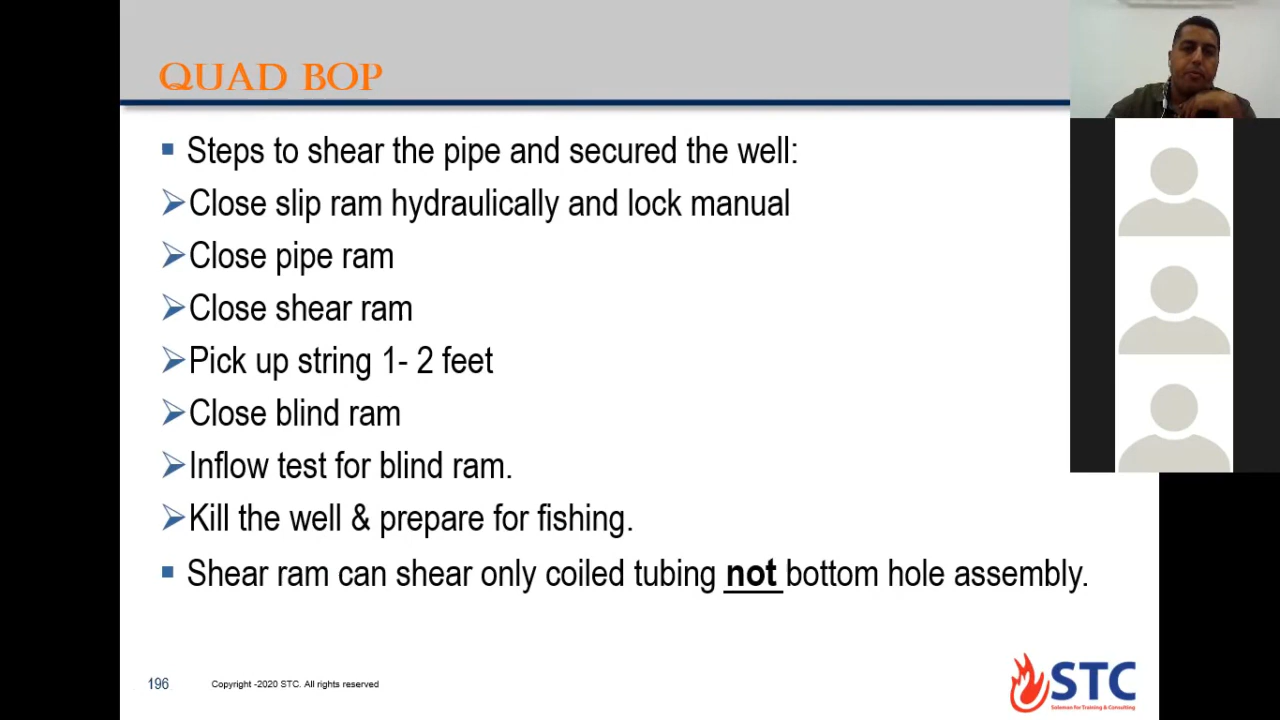 QUAD BOP
Steps to shear the pipe and secured the well:
Close slip ram hydraulically and lock manual
Close pipe ram
Close shear ram
Pick up string 1- 2 feet
Close blind ram
Inflow test for blind ram.
Kill the well & prepare for fishing.
Shear ram can shear only coiled tubing not bottom hole assembly.
196
Copyright -2020 STC. All rights reserved
STC
Soleman for Training & Consulting